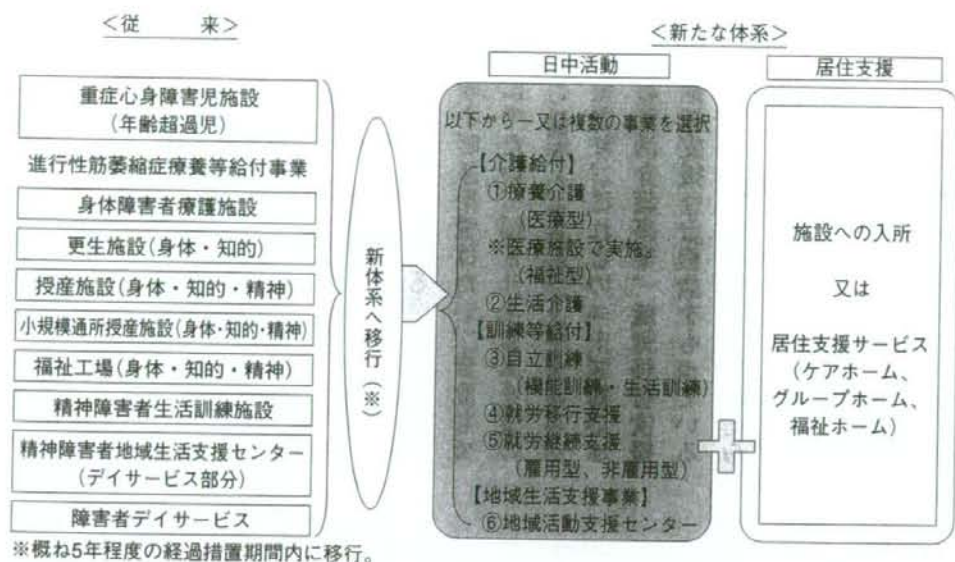 <従　　来>
重症心身障害児施設
(年齢超過児)
進行性筋萎縮症療養等給付事業
身体障害者療護施設
更生施設(身体・知的)
授産施設(身体・知的・精神)
小規模通所授産施設(身体・知的・精神)
福祉工場(身体・知的・精神)
精神障害者生活訓練施設
精神障害者地域生活支援センター
(デイサービス部分)
障害者デイサービス
※概ね5年程度の経過措置期間内に移行。
新体系へ移行(※)
<新たな体系>
日中活動
以下から一又は複数の事業を選択
【介護給付】
①療養介護
(医療型)
※医療施設で実施。
(福祉型)
②生活介護
【訓練等給付】
③自立訓練
(機能訓練・生活訓練)
④就労移行支援
⑤就労継続支援
(雇用型、非雇用型)
【地域生活支援事業】
⑥地域活動支援センター
居住支援
施設への入所
又は
居住支援サービス
(ケアホーム、
グループホーム、
福祉ホーム)